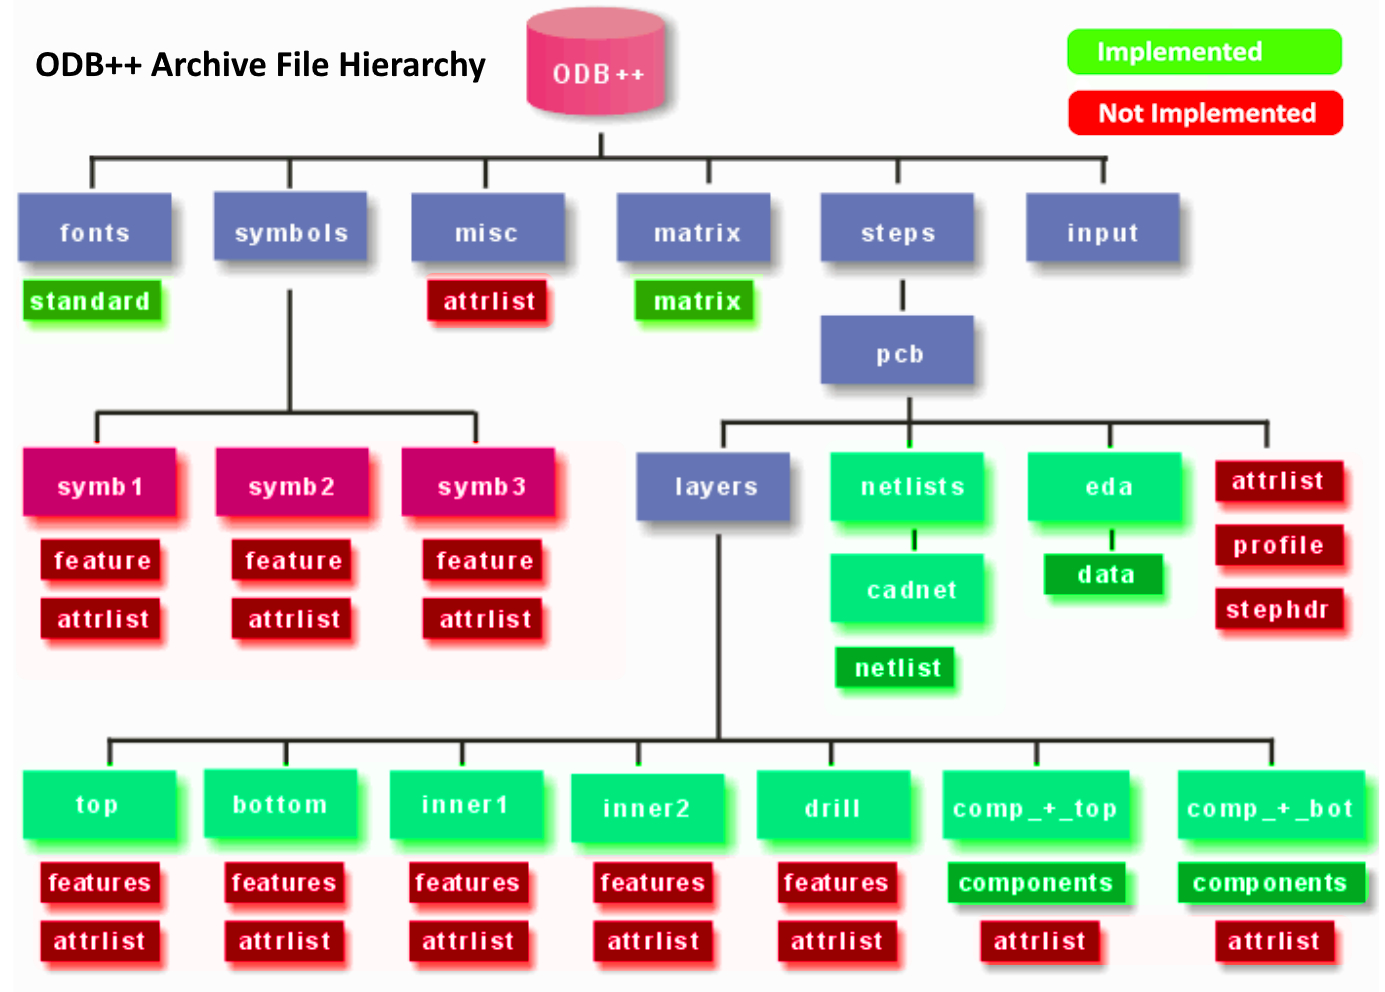 ODB++ Archive File Hierarchy
ODB++
Implemented
Not Implemented
fonts
symbols
misc
matrix
steps
input
standard
attrlist
matrix
pcb
symb1
symb2
symb3
layers
netlists
eda
attrlist
feature
feature
feature
cadnet
data
profile
attrlist
attrlist
attrlist
netlist
stephdr
top
bottom
inner1
inner2
drill
comp_+_top
comp_+_bot
features
features
features
features
features
components
components
attrlist
attrlist
attrlist
attrlist
attrlist
attrlist
attrlist